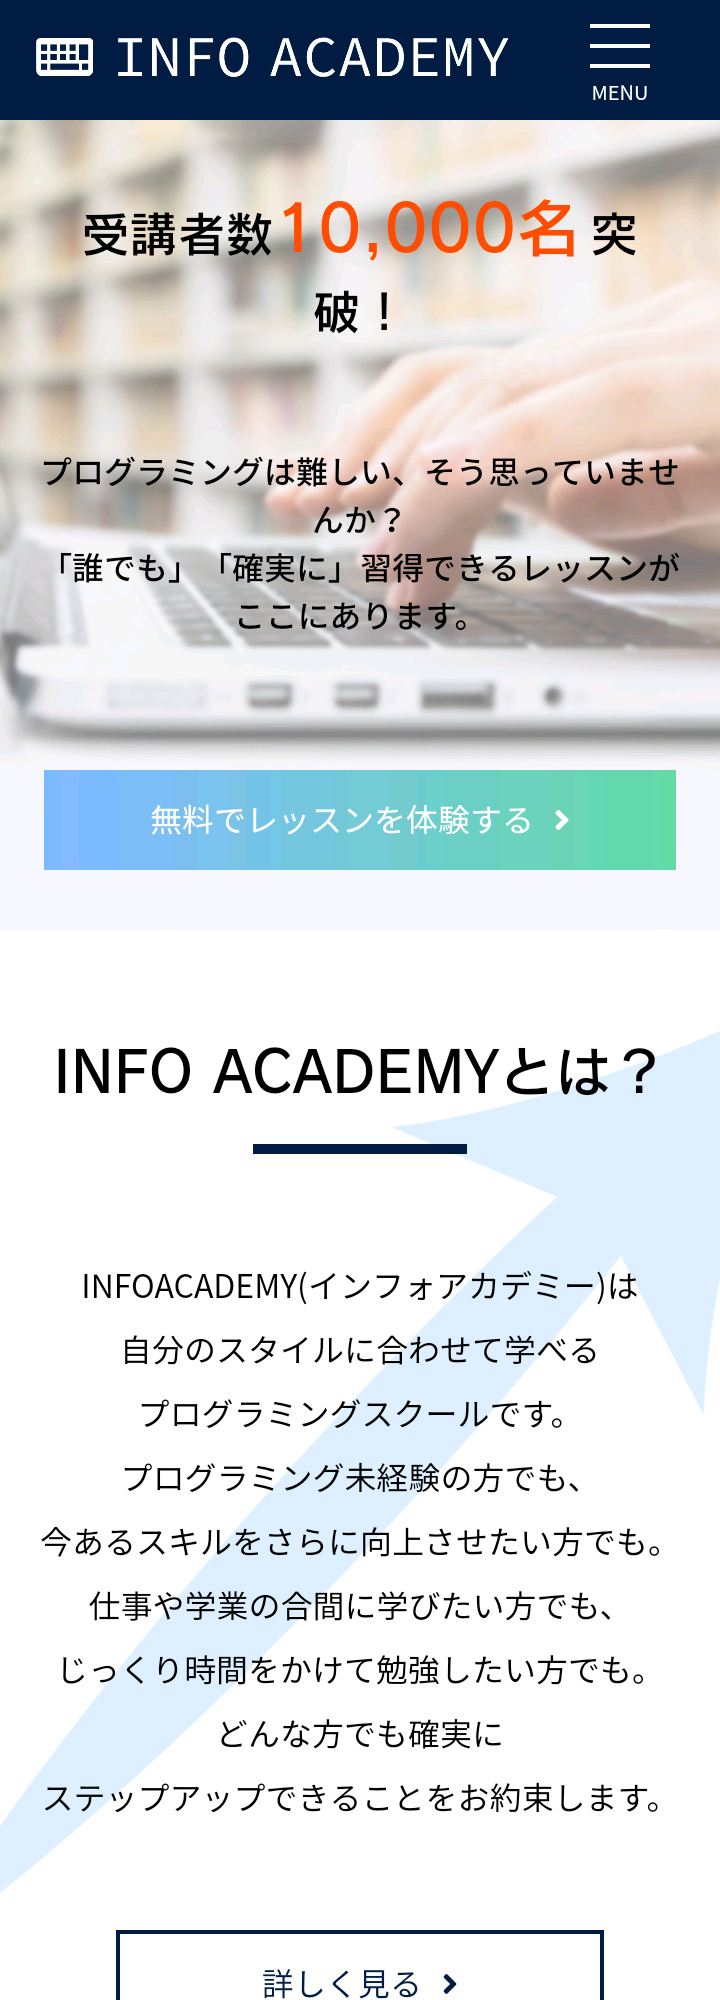 INFO ACADEMY
MENU
受講者数10,000名 突
破！
プログラミングは難しい、そう思っていませ
んか？
「誰でも」「確実に」習得できるレッスンが
ここにあります。
無料でレッスンを体験する
INFO ACADEMYとは？
INFOACADEMY(インフォアカデミー)は
自分のスタイルに合わせて学べる
プログラミングスクールです。
プログラミング未経験の方でも、
今あるスキルをさらに向上させたい方でも。
仕事や学業の合間に学びたい方でも、
じっくり時間をかけて勉強したい方でも。
どんな方でも確実に
ステップアップできることをお約束します。
詳しく見る